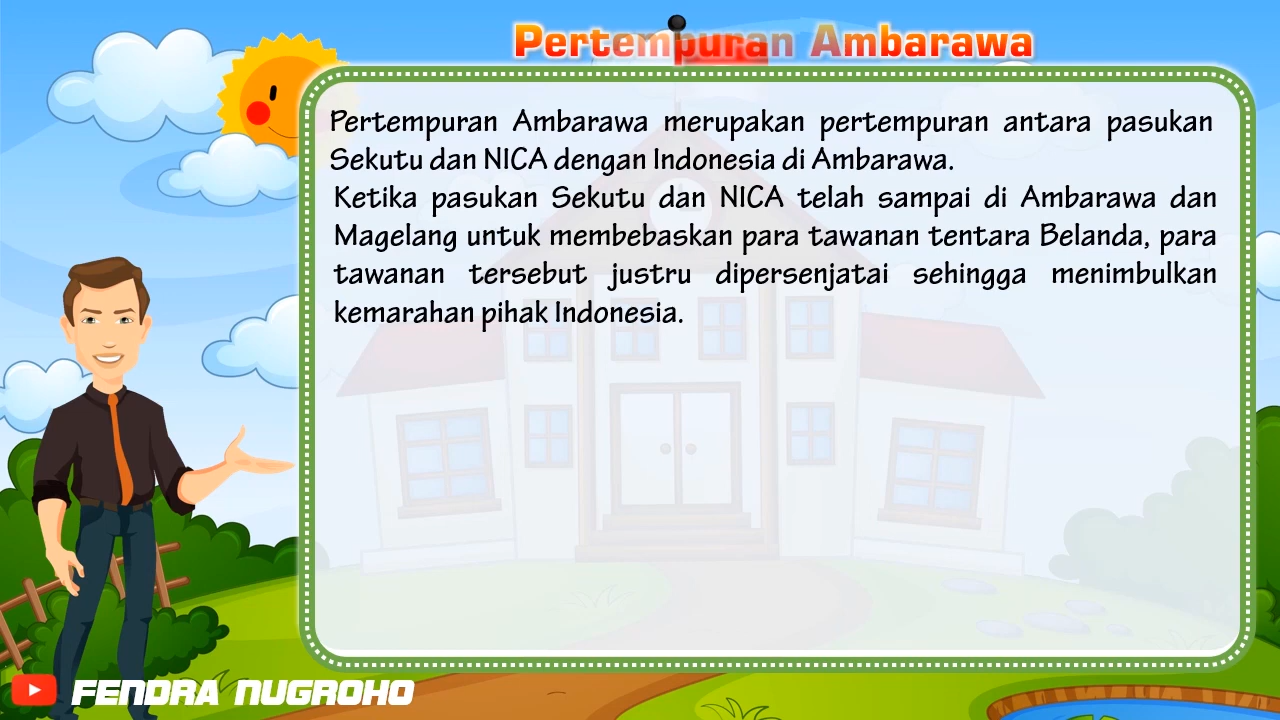 Pertempuran Ambarawa
Pertempuran Ambarawa merupakan pertempuran antara pasukan
Sekutu dan NICA dengan Indonesia di Ambarawa.
Ketika pasukan Sekutu dan NICA telah sampai di Ambarawa dan
Magelang untuk membebaskan para tawanan tentara Belanda, para
tawanan tersebut justru dipersenjatai sehingga menimbulkan
kemarahan pihak Indonesia.
FENDRA NUGROHO